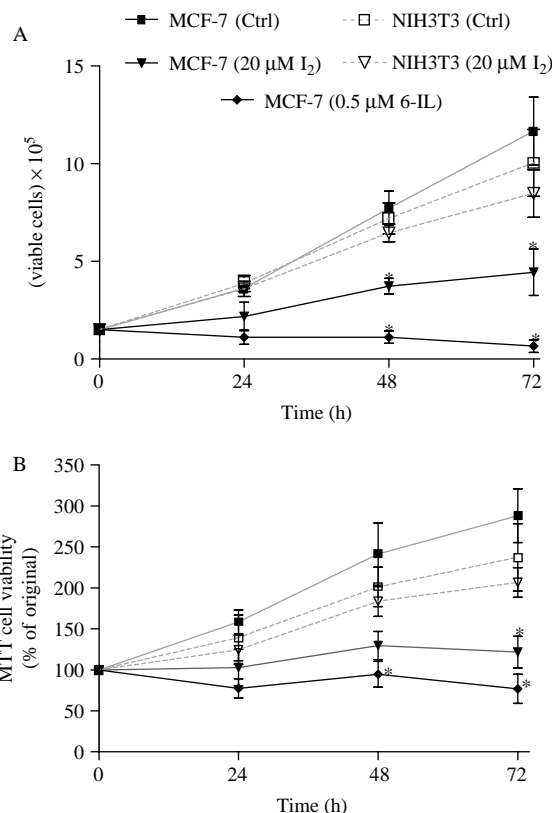 A
MCF-7 (Ctrl) NIH3T3 (Ctrl)
MCF-7 (20 μM I₂) NIH3T3 (20 μM I₂)
MCF-7 (0.5 μM 6-IL)
15
10
5
0
(viable cells) × 10⁵
*
*
*
*
0 24 48 72
Time (h)
B
350
300
250
200
150
100
50
0
MTT cell viability
(% of original)
*
*
*
0 24 48 72
Time (h)